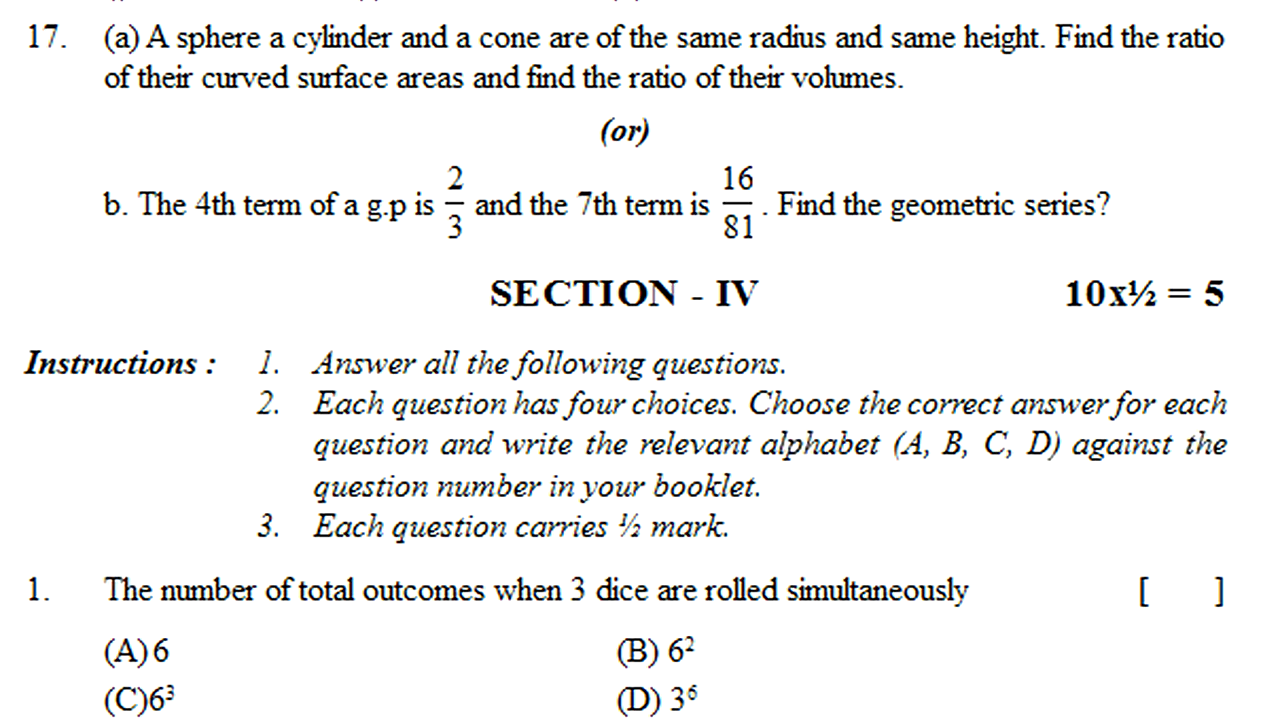 17. (a) A sphere a cylinder and a cone are of the same radius and same height. Find the ratio
of their curved surface areas and find the ratio of their volumes.
(or)
b. The 4th term of a g.p is 2/3 and the 7th term is 16/81. Find the geometric series?
SECTION - IV 10x½ = 5
Instructions : 1. Answer all the following questions.
2. Each question has four choices. Choose the correct answer for each
question and write the relevant alphabet (A, B, C, D) against the
question number in your booklet.
3. Each question carries ½ mark.
1. The number of total outcomes when 3 dice are rolled simultaneously [ ]
(A) 6 (B) 6²
(C)6³ (D) 3⁶